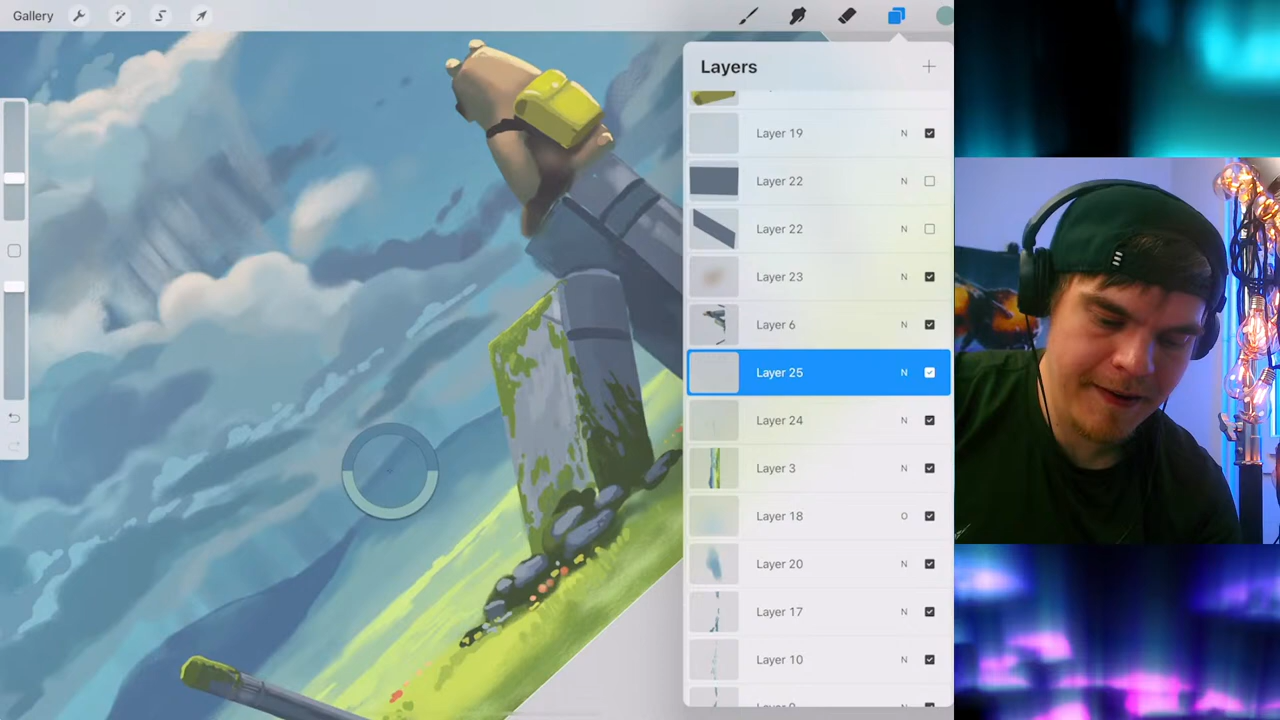 Gallery
Layers
Layer 19 N
Layer 22 N
Layer 22 N
Layer 23 N
Layer 6 N
Layer 25 N
Layer 24 N
Layer 3 N
Layer 18 O
Layer 20 N
Layer 17 N
Layer 10 N